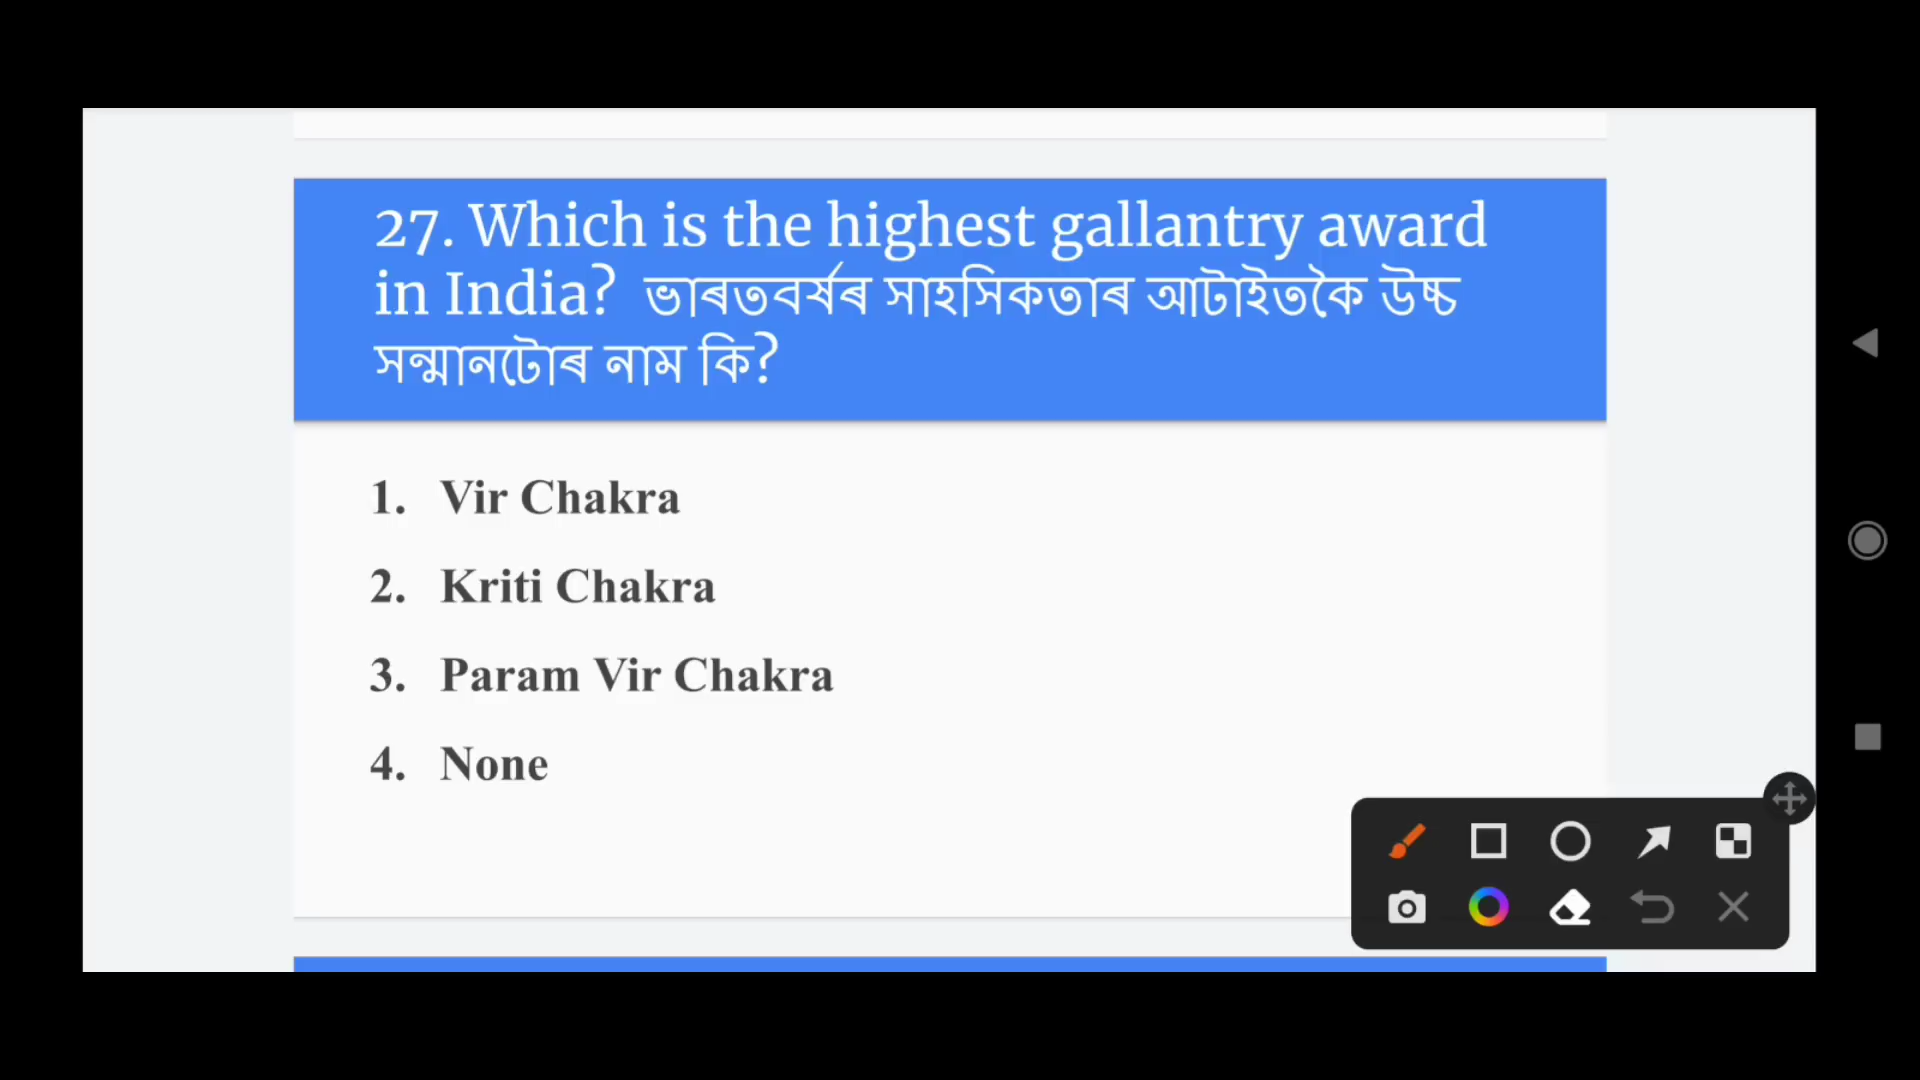 27. Which is the highest gallantry award
in India? ভাৰতবৰ্ষৰ সাহসিকতাৰ আটাইতকৈ উচ্চ
সন্মানটোৰ নাম কি?
1. Vir Chakra
2. Kriti Chakra
3. Param Vir Chakra
4. None